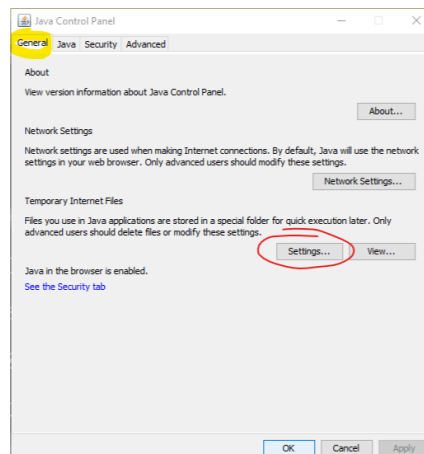 Java Control Panel
General Java Security Advanced
About
View version information about Java Control Panel.
About...
Network Settings
Network settings are used when making Internet connections. By default, Java will use the network
settings in your web browser. Only advanced users should modify these settings.
Network Settings...
Temporary Internet Files
Files you use in Java applications are stored in a special folder for quick execution later. Only
advanced users should delete files or modify these settings.
Settings... View...
Java in the browser is enabled.
See the Security tab
OK Cancel Apply